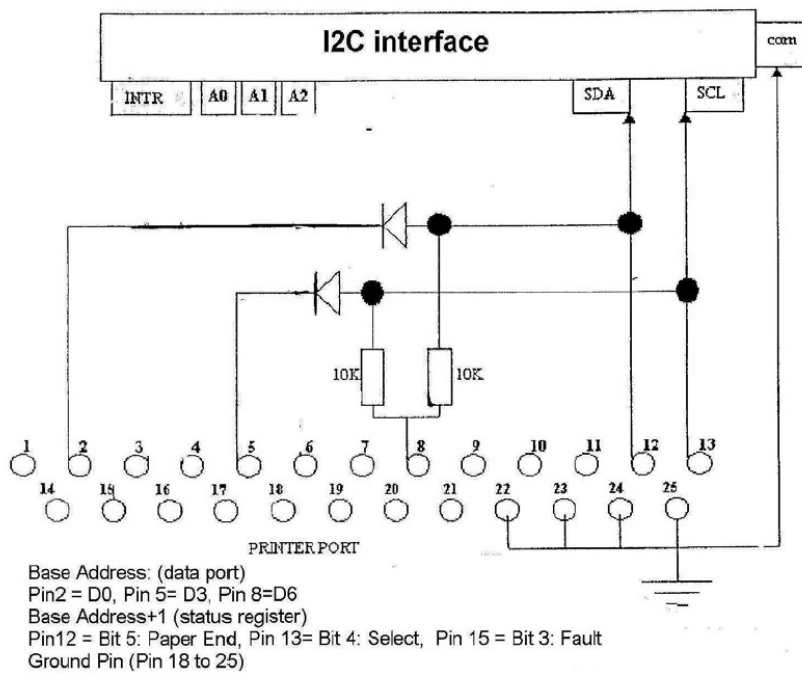 I2C interface
com
INTR A0 A1 A2 SDA SCL
10K 10K
1 2 3 4 5 6 7 8 9 10 11 12 13
14 15 16 17 18 19 20 21 22 23 24 25
PRINTER PORT
Base Address: (data port)
Pin2 = D0, Pin 5= D3, Pin 8=D6
Base Address+1 (status register)
Pin12 = Bit 5: Paper End, Pin 13= Bit 4: Select, Pin 15 = Bit 3: Fault
Ground Pin (Pin 18 to 25)